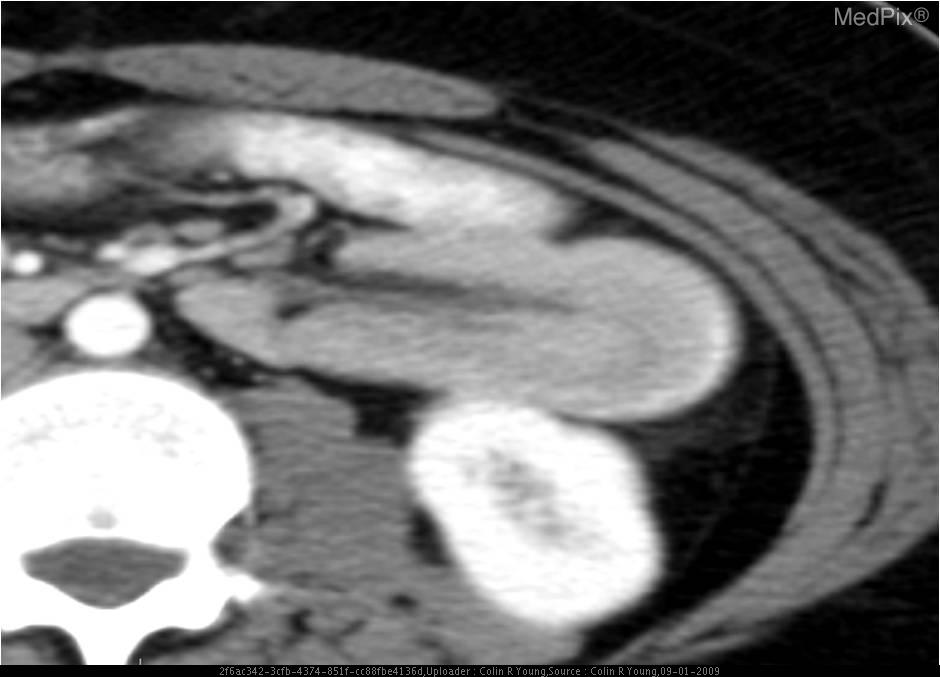 MedPix®
2f6ac342-3cfb-4374-851f-cc88fbe4136d,Uploader : Colin R Young,Source : Colin R Young,09-01-2009